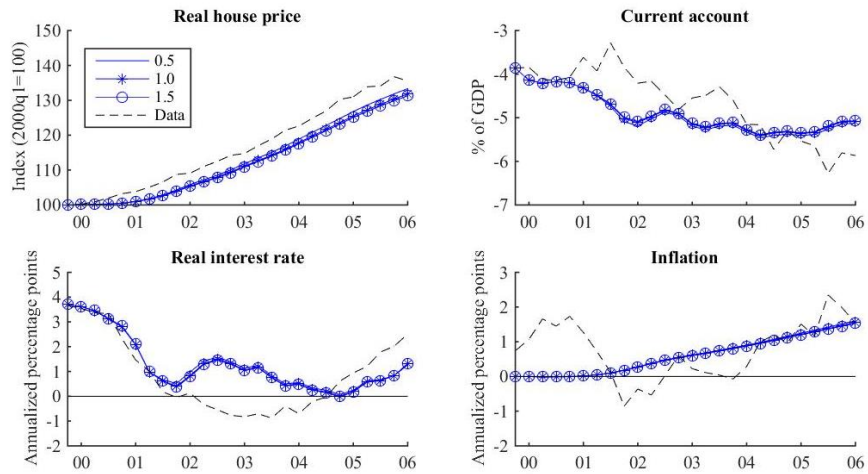 Real house price
Index (2000q1=100)
150
140
130
120
110
100
0.5
1.0
1.5
Data
00 01 02 03 04 05 06
Current account
% of GDP
-3
-4
-5
-6
-7
00 01 02 03 04 05 06
Real interest rate
Annualized percentage points
5
4
3
2
1
0
-1
-2
00 01 02 03 04 05 06
Inflation
Annualized percentage points
3
2
1
0
-1
-2
00 01 02 03 04 05 06